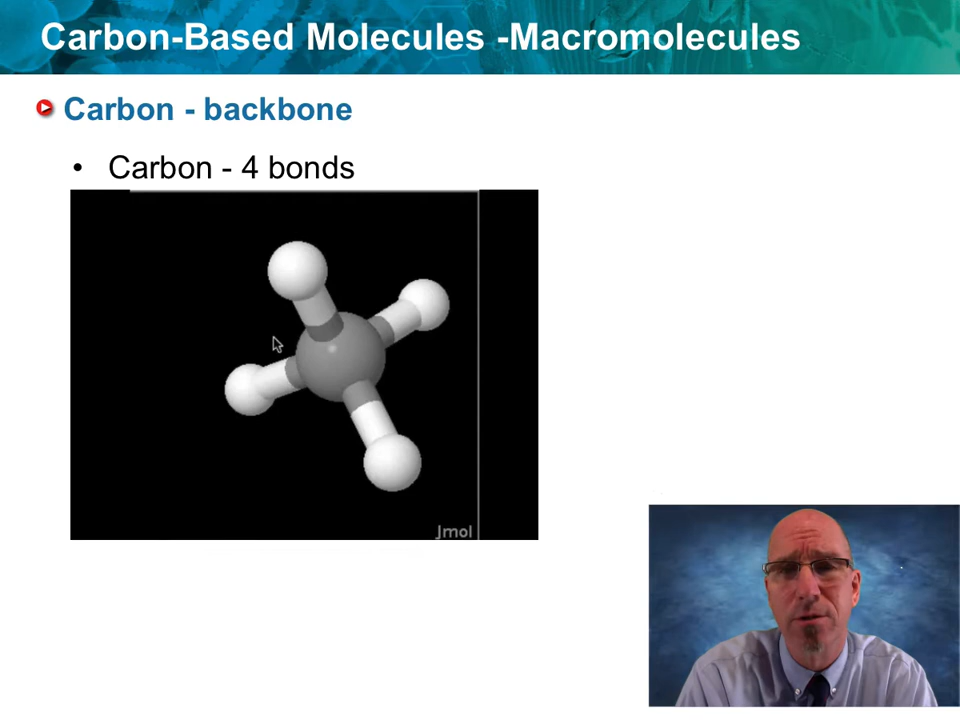 Carbon-Based Molecules -Macromolecules
Carbon - backbone
• Carbon - 4 bonds
Jmol